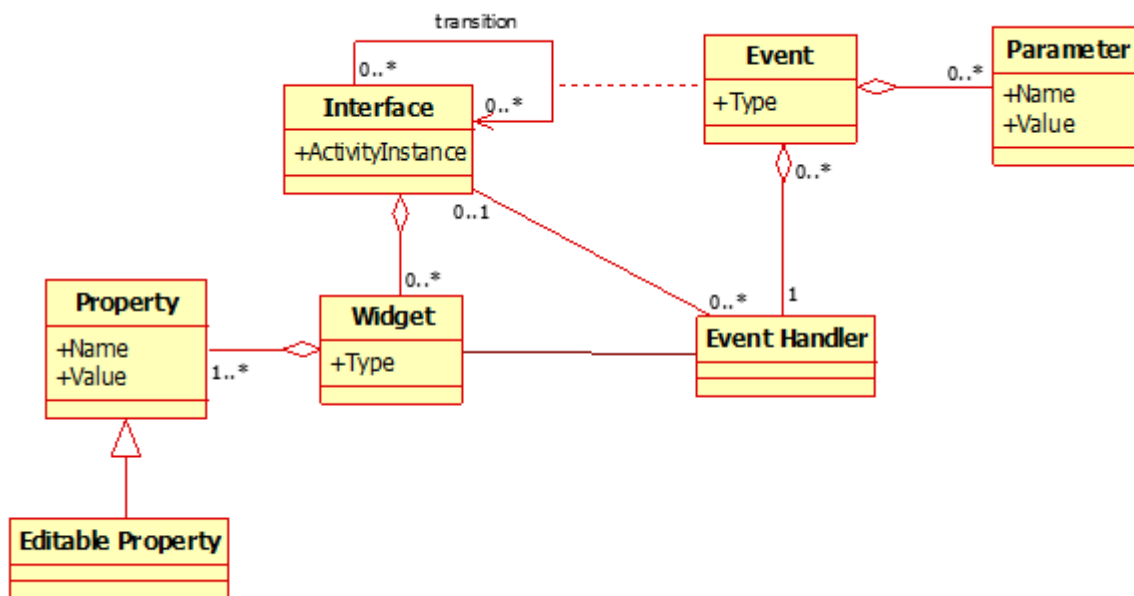 transition
0..*
0..*
Interface
+ActivityInstance
Event
+Type
0..*
Parameter
+Name
+Value
0..*
0..1
0..*
0..*
1
Property
+Name
+Value
1..*
Widget
+Type
Event Handler
Editable Property